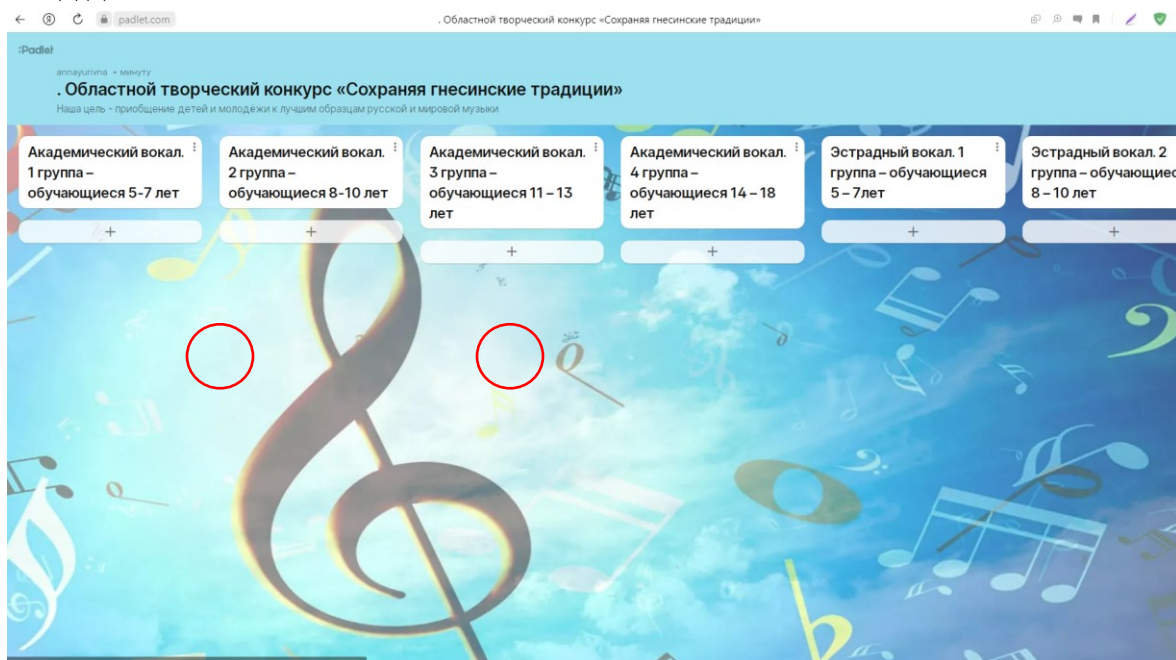 padlet.com
. Областной творческий конкурс «Сохраняя гнесинские традиции»
:Padlet
annayurivna • минуту
. Областной творческий конкурс «Сохраняя гнесинские традиции»
Наша цель - приобщение детей и молодежи к лучшим образцам русской и мировой музыки
Академический вокал.
1 группа –
обучающиеся 5-7 лет
Академический вокал.
2 группа –
обучающиеся 8-10 лет
Академический вокал.
3 группа –
обучающиеся 11 – 13
лет
Академический вокал.
4 группа –
обучающиеся 14 – 18
лет
Эстрадный вокал. 1
группа – обучающиеся
5 – 7лет
Эстрадный вокал. 2
группа – обучающиес
8 – 10 лет